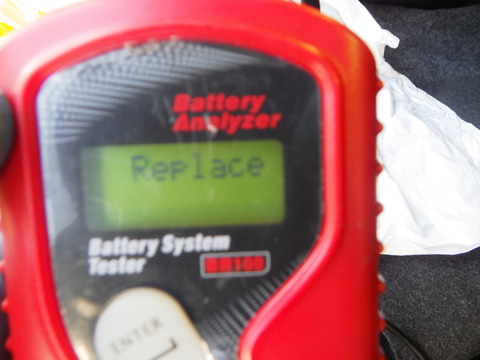 Battery
Analyzer
Replace
Battery System
Tester
ENTER